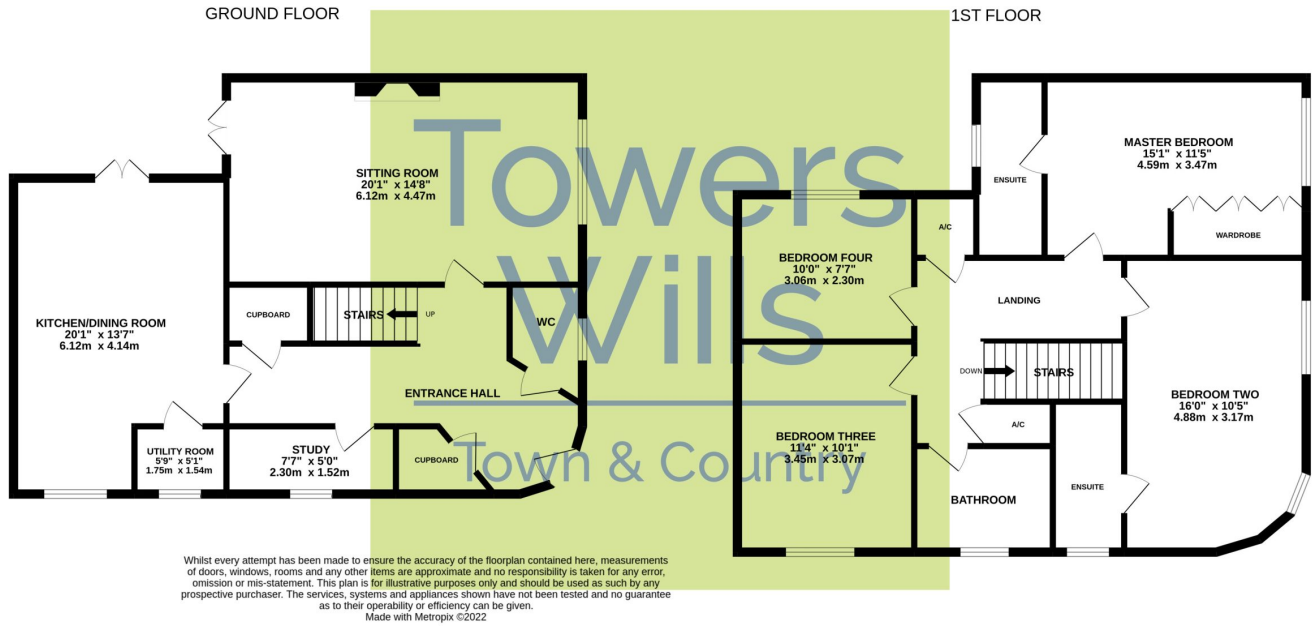 GROUND FLOOR
1ST FLOOR
SITTING ROOM
20'1" x 14'8"
6.12m x 4.47m
KITCHEN/DINING ROOM
20'1" x 13'7"
6.12m x 4.14m
CUPBOARD
STAIRS
UP
WC
ENTRANCE HALL
UTILITY ROOM
5'9" x 5'1"
1.75m x 1.54m
STUDY
7'7" x 5'0"
2.30m x 1.52m
CUPBOARD
MASTER BEDROOM
15'1" x 11'5"
4.59m x 3.47m
ENSUITE
WARDROBE
A/C
BEDROOM FOUR
10'0" x 7'7"
3.06m x 2.30m
LANDING
DOWN
STAIRS
BEDROOM TWO
16'0" x 10'5"
4.88m x 3.17m
A/C
BEDROOM THREE
11'4" x 10'1"
3.45m x 3.07m
ENSUITE
BATHROOM
Towers
Wills
Town & Country
Whilst every attempt has been made to ensure the accuracy of the floorplan contained here, measurements
of doors, windows, rooms and any other items are approximate and no responsibility is taken for any error,
omission or mis-statement. This plan is for illustrative purposes only and should be used as such by any
prospective purchaser. The services, systems and appliances shown have not been tested and no guarantee
as to their operability or efficiency can be given.
Made with Metropix ©2022